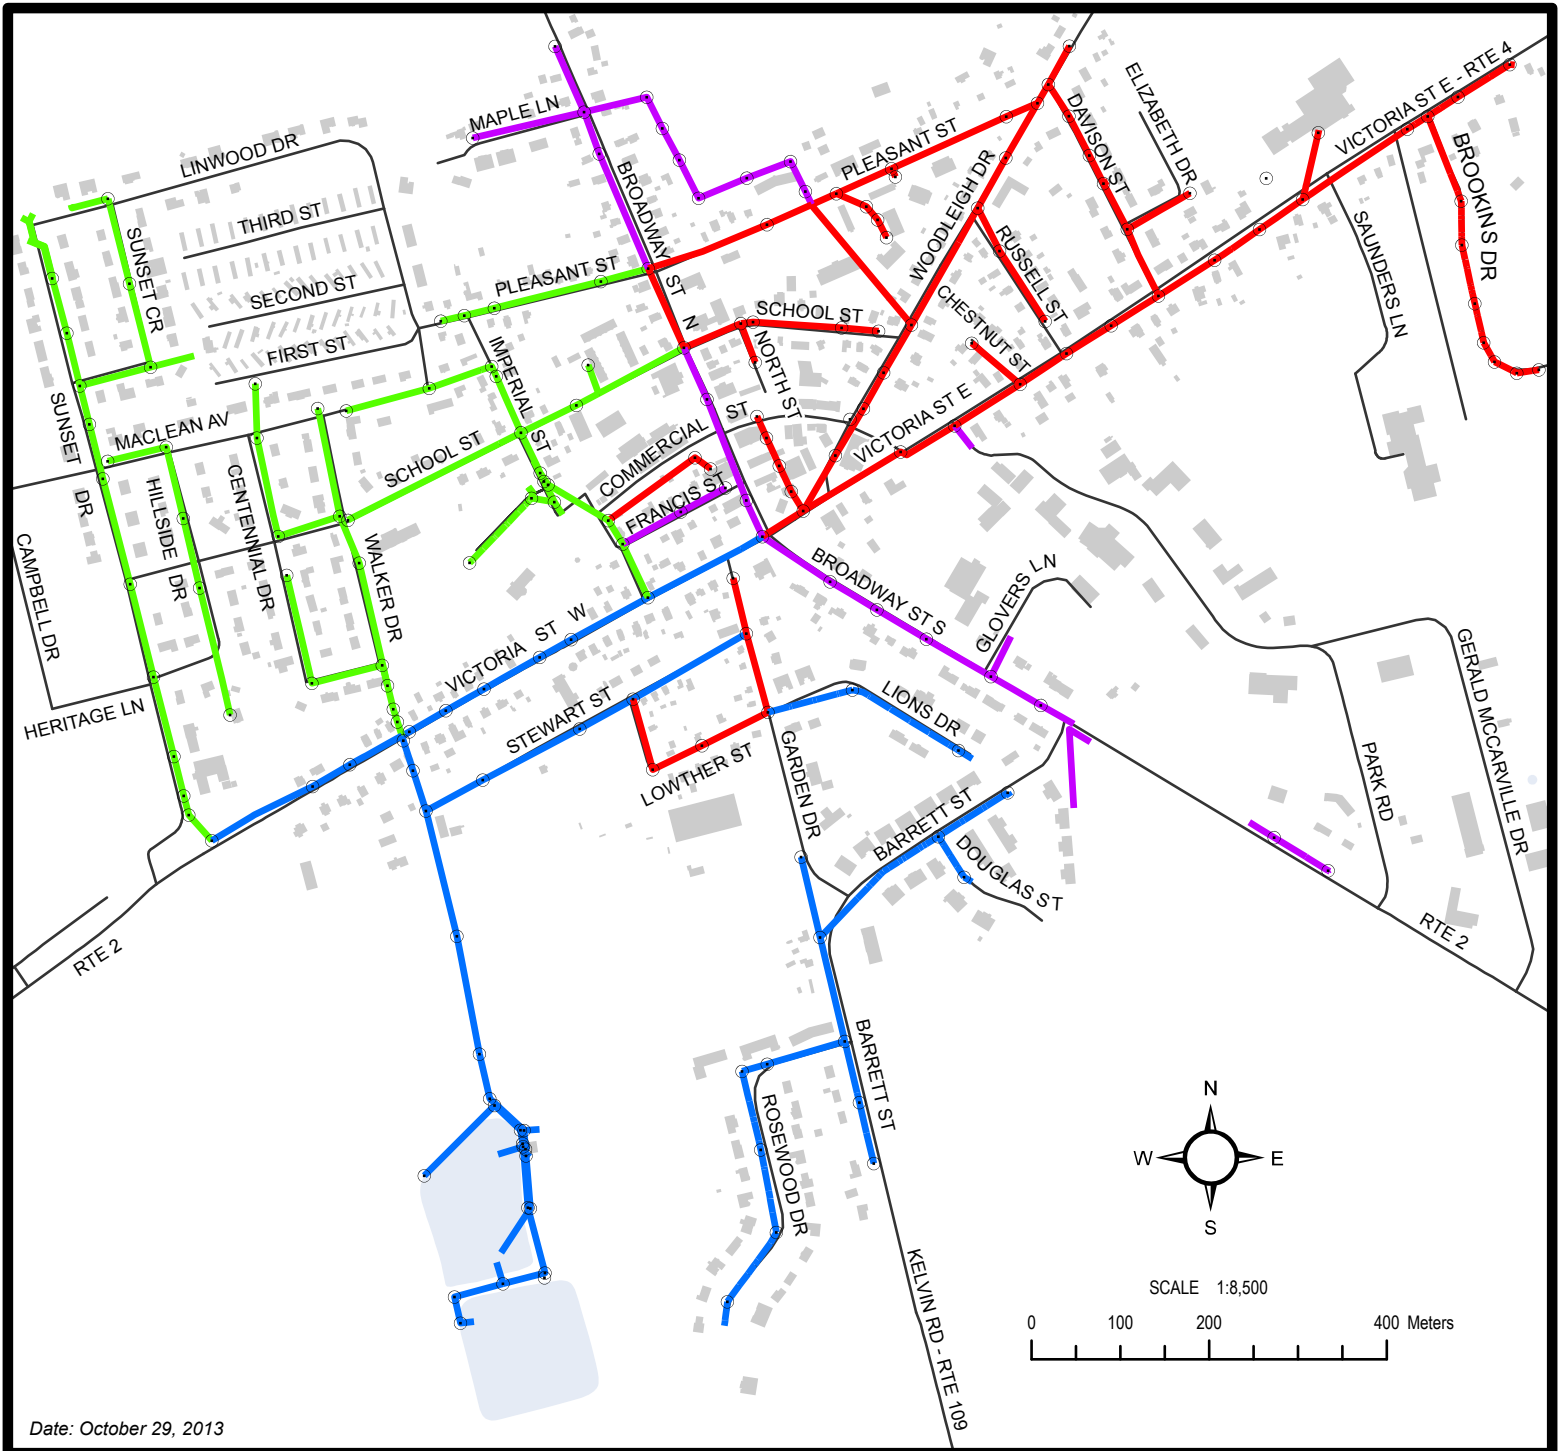 MAPLE LN
LINWOOD DR
THIRD ST
SECOND ST
FIRST ST
SUNSET CR
PLEASANT ST
BROADWAY ST N
PLEASANT ST
WOODLEIGH DR
DAVISON ST
ELIZABETH DR
VICTORIA ST E - RTE 4
BROOKINS DR
SAUNDERS LN
RUSSELL ST
CHESTNUT ST
SCHOOL ST
NORTH ST
IMPERIAL ST
COMMERCIAL ST
VICTORIA ST E
SUNSET DR
MACLEAN AV
SCHOOL ST
FRANCIS ST
HILLSIDE DR
CENTENNIAL DR
WALKER DR
CAMPBELL DR
HERITAGE LN
VICTORIA ST W
STEWART ST
LOWTHER ST
BROADWAY ST S
GLOVERS LN
LIONS DR
GARDEN DR
BARRETT ST
DOUGLAS ST
PARK RD
GERALD MCCARVILLE DR
RTE 2
RTE 2
BARRETT ST
ROSEWOOD DR
KELVIN RD - RTE 109
N
W E
S
SCALE 1:8,500
0 100 200 400 Meters
Date: October 29, 2013